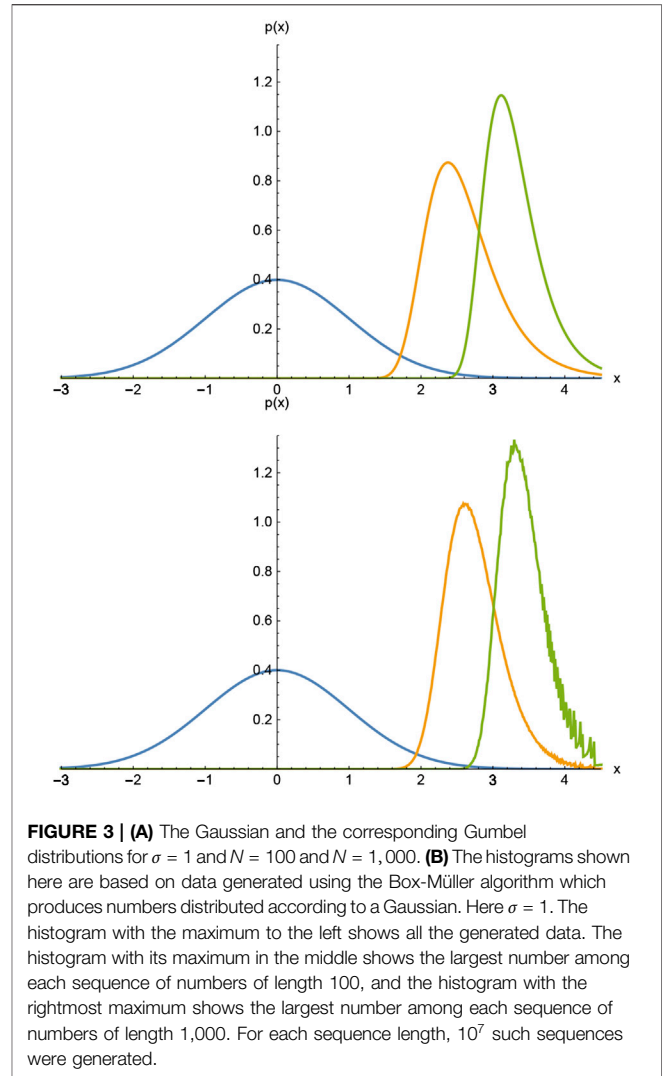 p(x)
1.2
1.0
0.8
0.6
0.4
0.2
−3 −2 −1 0 1 2 3 4 x
p(x)
1.2
1.0
0.8
0.6
0.4
0.2
−3 −2 −1 0 1 2 3 4 x
FIGURE 3 | (A) The Gaussian and the corresponding Gumbel
distributions for σ = 1 and N = 100 and N = 1,000. (B) The histograms shown
here are based on data generated using the Box-Müller algorithm which
produces numbers distributed according to a Gaussian. Here σ = 1. The
histogram with the maximum to the left shows all the generated data. The
histogram with its maximum in the middle shows the largest number among
each sequence of numbers of length 100, and the histogram with the
rightmost maximum shows the largest number among each sequence of
numbers of length 1,000. For each sequence length, 10⁷ such sequences
were generated.